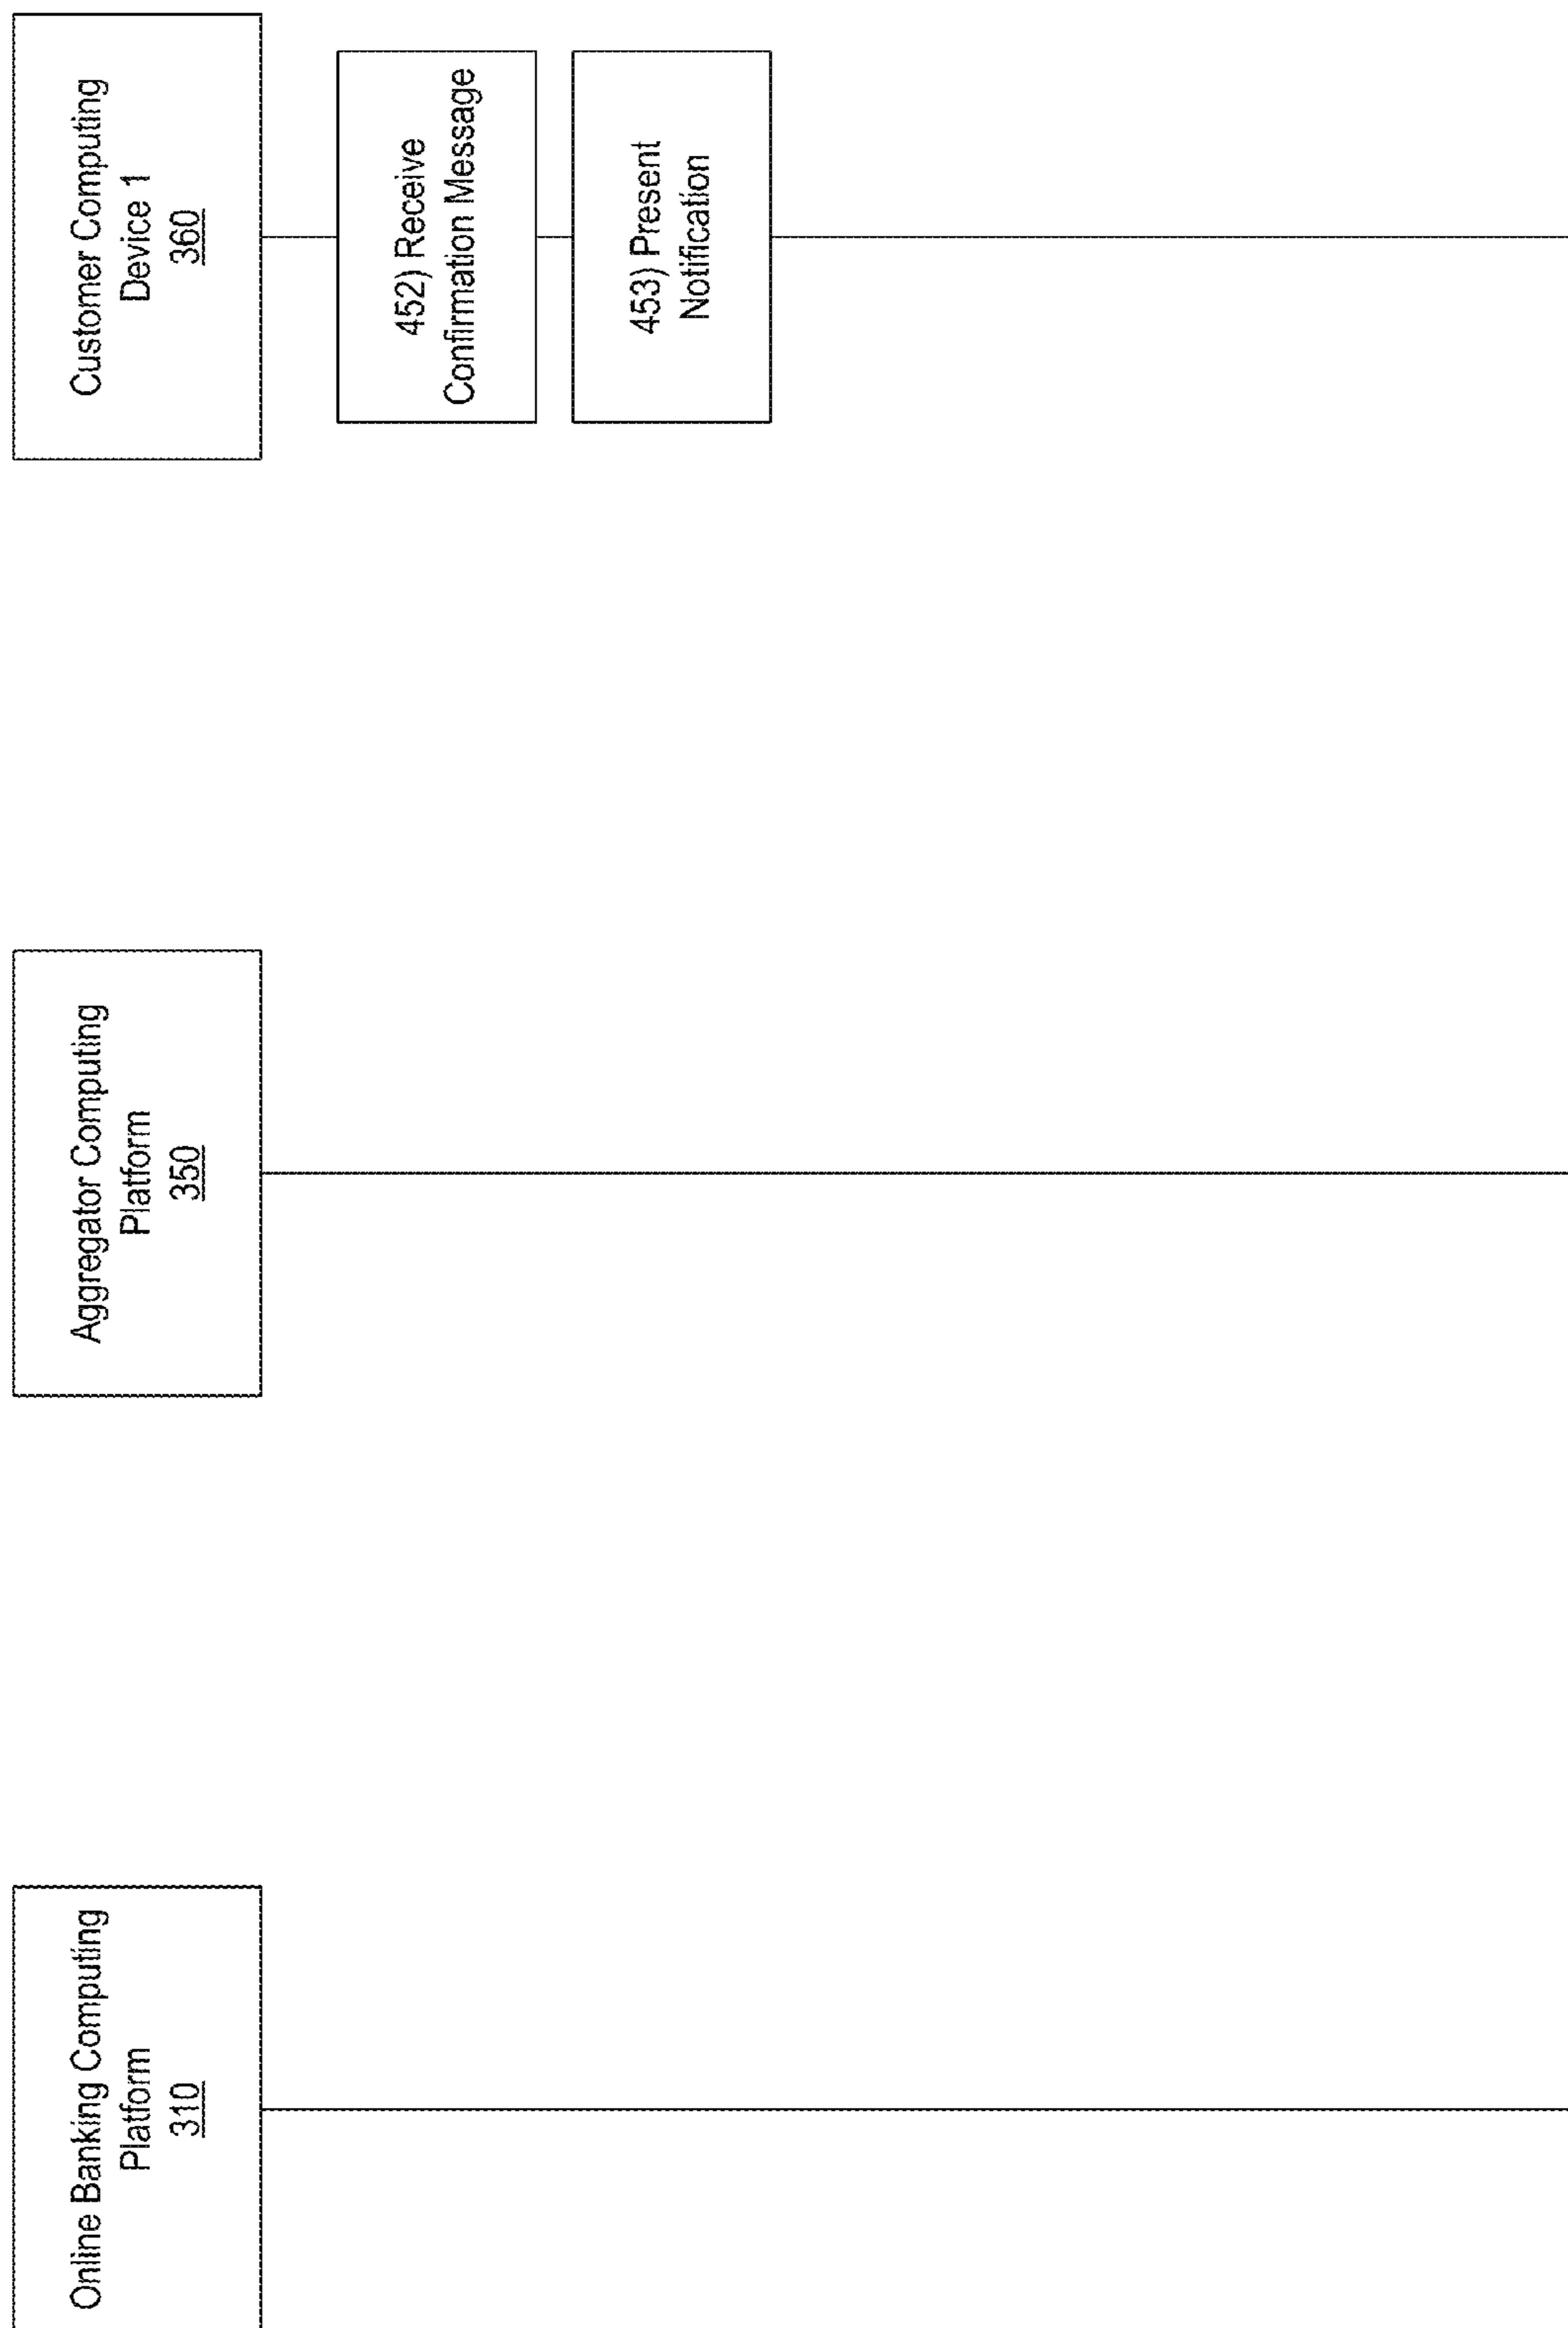 Online Banking Computing
Platform
310
Aggregator Computing
Platform
350
Customer Computing
Device 1
360
452) Receive
Confirmation Message
453) Present
Notification